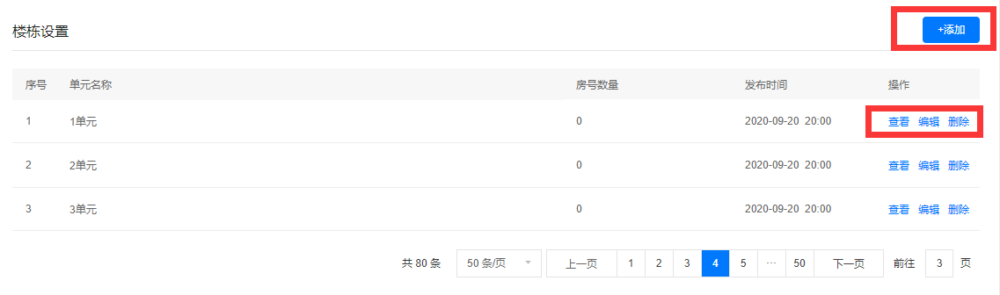 楼栋设置 +添加
序号 单元名称 房号数量 发布时间 操作
1 1单元 0 2020-09-20 20:00 查看 编辑 删除
2 2单元 0 2020-09-20 20:00 查看 编辑 删除
3 3单元 0 2020-09-20 20:00 查看 编辑 删除
共 80 条 50 条/页 上一页 1 2 3 4 5 ··· 50 下一页 前往 3 页